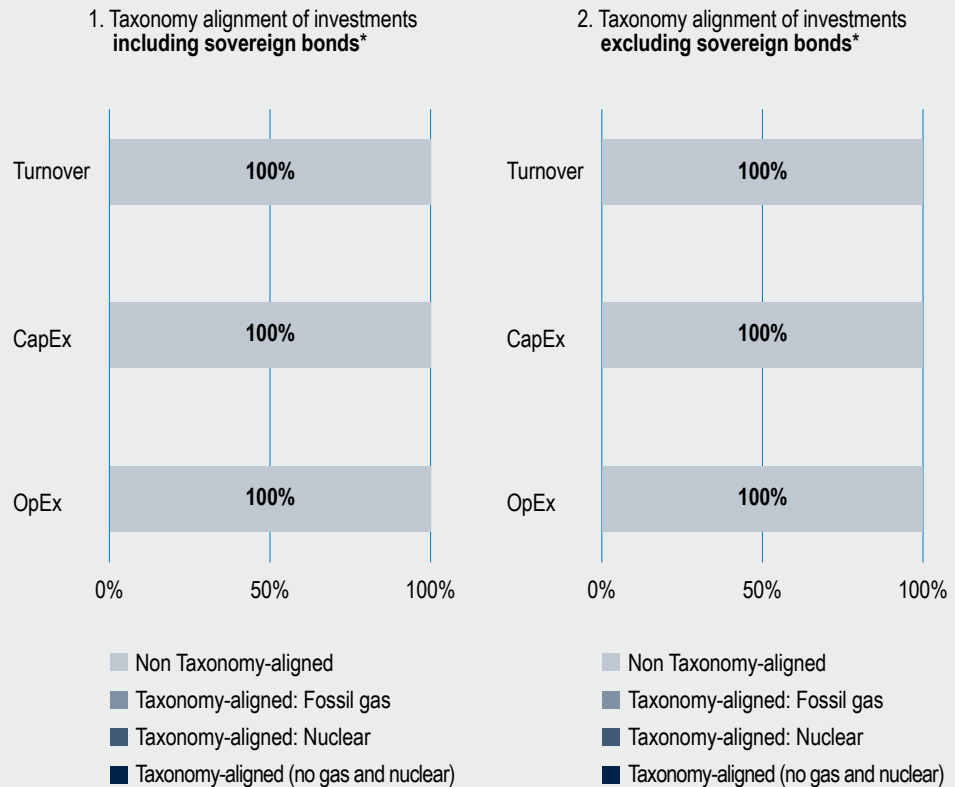 1. Taxonomy alignment of investments
including sovereign bonds*
Turnover
100%
CapEx
100%
OpEx
100%
0% 50% 100%
Non Taxonomy-aligned
Taxonomy-aligned: Fossil gas
Taxonomy-aligned: Nuclear
Taxonomy-aligned (no gas and nuclear)
2. Taxonomy alignment of investments
excluding sovereign bonds*
Turnover
100%
CapEx
100%
OpEx
100%
0% 50% 100%
Non Taxonomy-aligned
Taxonomy-aligned: Fossil gas
Taxonomy-aligned: Nuclear
Taxonomy-aligned (no gas and nuclear)